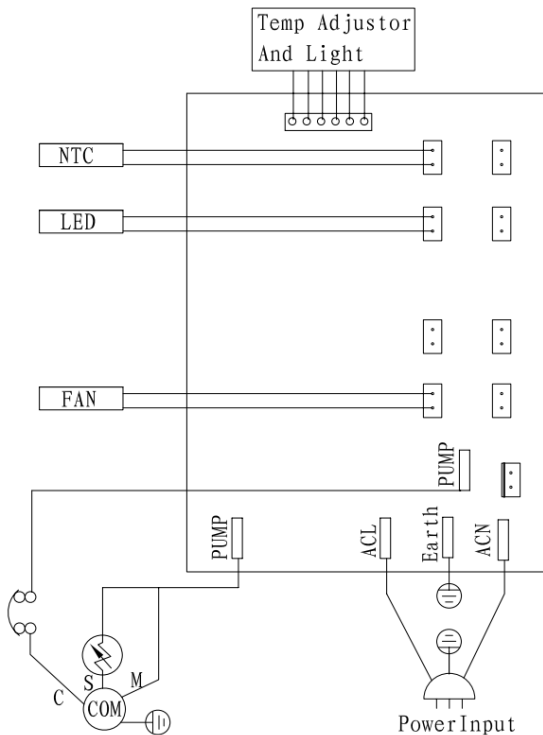 Temp Adjustor
And Light
NTC
LED
FAN
PUMP
PUMP
ACL
Earth
ACN
S
M
C
COM
PowerInput